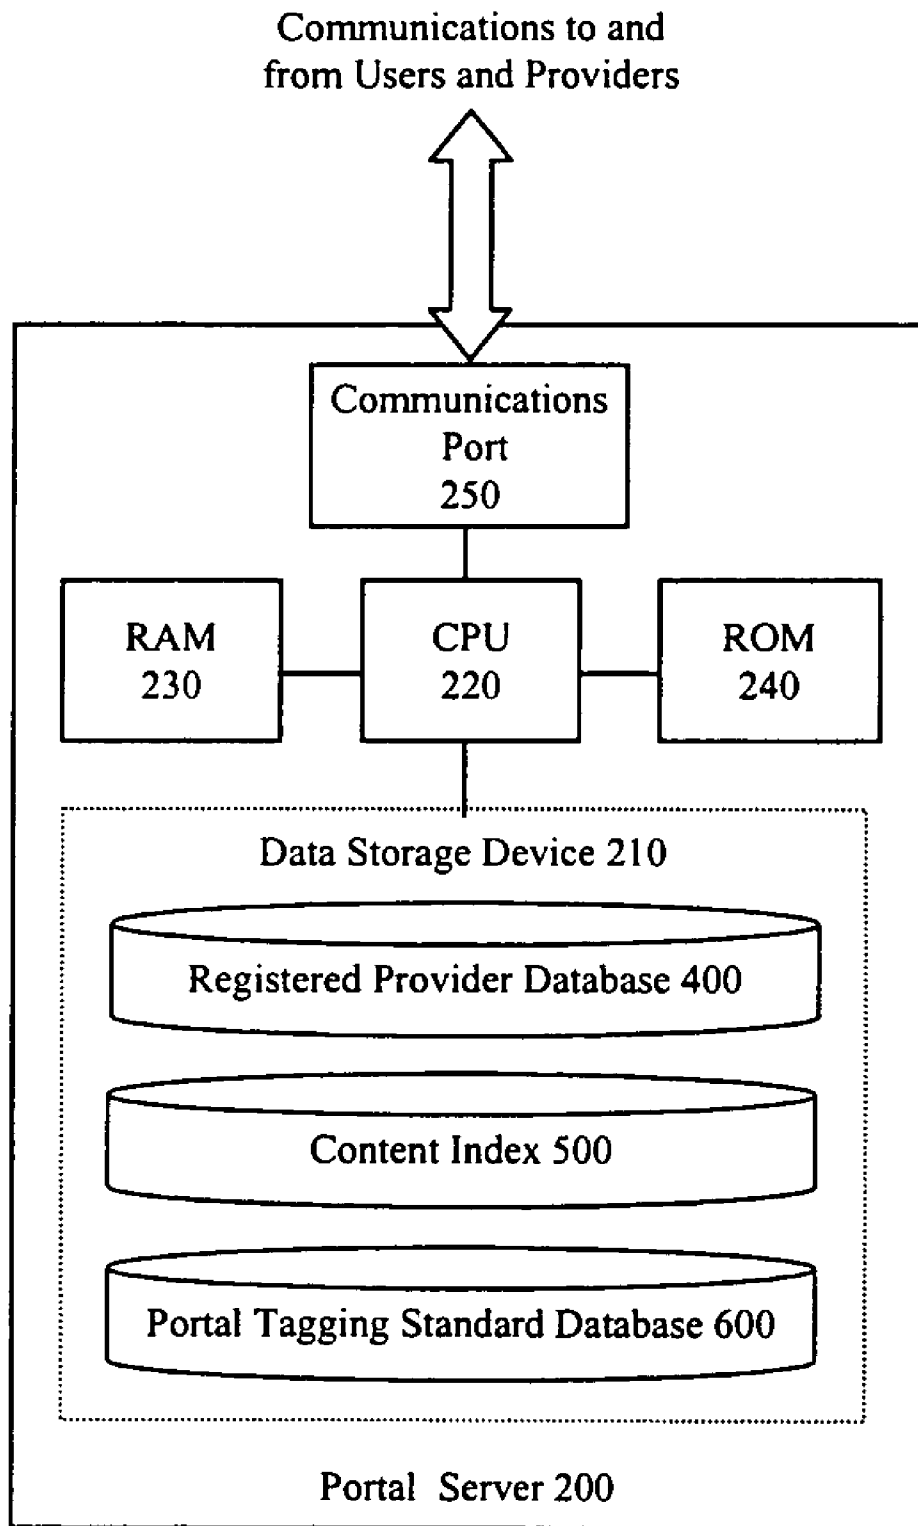 Communications to and
from Users and Providers
Communications
Port
250
RAM
230
CPU
220
ROM
240
Data Storage Device 210
Registered Provider Database 400
Content Index 500
Portal Tagging Standard Database 600
Portal Server 200